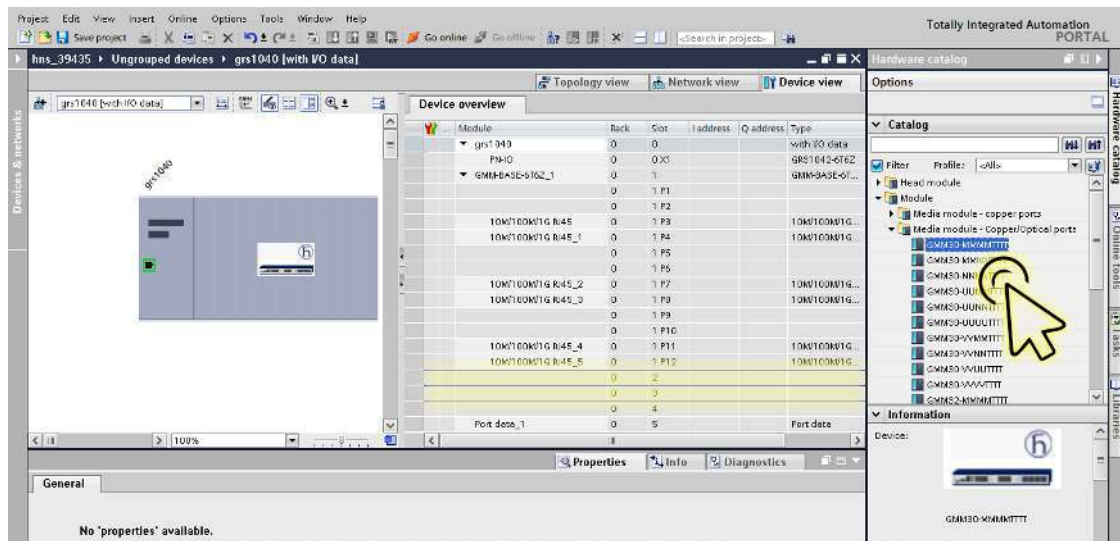 Project Edit View Insert Online Options Tools Window Help
Totally Integrated Automation
PORTAL
Save project Go online Go offline <Search in project>
hns_39435 ▸ Ungrouped devices ▸ grs1040 [with I/O data]
Hardware catalog
Topology view Network view Device view
Options
grs1040 [with I/O data]
Device overview
Module Rack Slot I address Q address Type
grs1040 0 0 with I/O data
PN-IO 0 0 X1 GRS1042-6T6Z
GMM-BASE-6T6Z_1 0 1 GMM-BASE-6T...
0 1 P1
0 1 P2
10M/100M/1G RJ45 0 1 P3 10M/100M/1G...
10M/100M/1G RJ45_1 0 1 P4 10M/100M/1G...
0 1 P5
0 1 P6
10M/100M/1G RJ45_2 0 1 P7 10M/100M/1G...
10M/100M/1G RJ45_3 0 1 P8 10M/100M/1G...
0 1 P9
0 1 P10
10M/100M/1G RJ45_4 0 1 P11 10M/100M/1G...
10M/100M/1G RJ45_5 0 1 P12 10M/100M/1G...
0 2
0 3
0 4
Port data_1 0 5 Port data
grs1040
100%
Devices & networks
Catalog
Filter Profile: <All>
Head module
Module
Media module - copper ports
Media module - Copper/Optical ports
GMM30-MMMMTTTT
GMM30-UUNNTTTT
GMM30-UUUUTTTT
GMM30-VVMMTTTT
GMM30-VVNNTTTT
GMM30-VVUUTTTT
GMM30-VVVVTTTT
GMM32-MMMMTTTT
Information
Device:
GMM30-MMMMTTTT
Hardware catalog
Online tools
Tasks
Libraries
Properties Info Diagnostics
General
No 'properties' available.